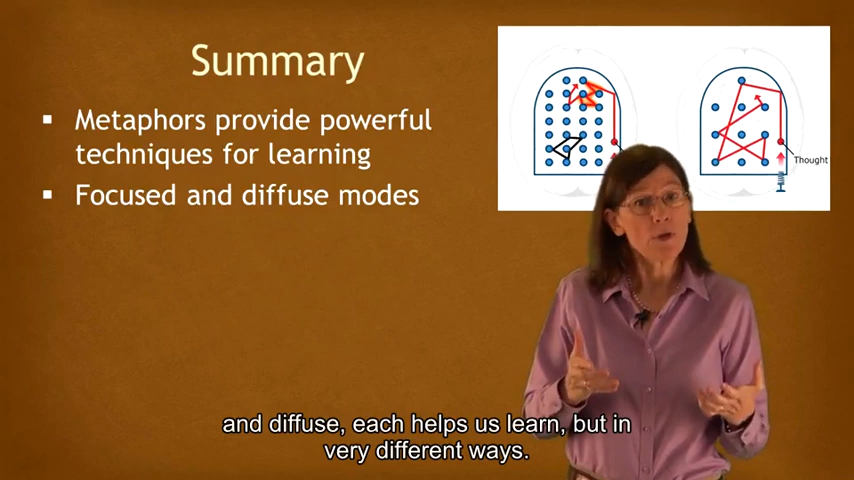 Summary
▪ Metaphors provide powerful
techniques for learning
▪ Focused and diffuse modes
Thought
and diffuse, each helps us learn, but in
very different ways.